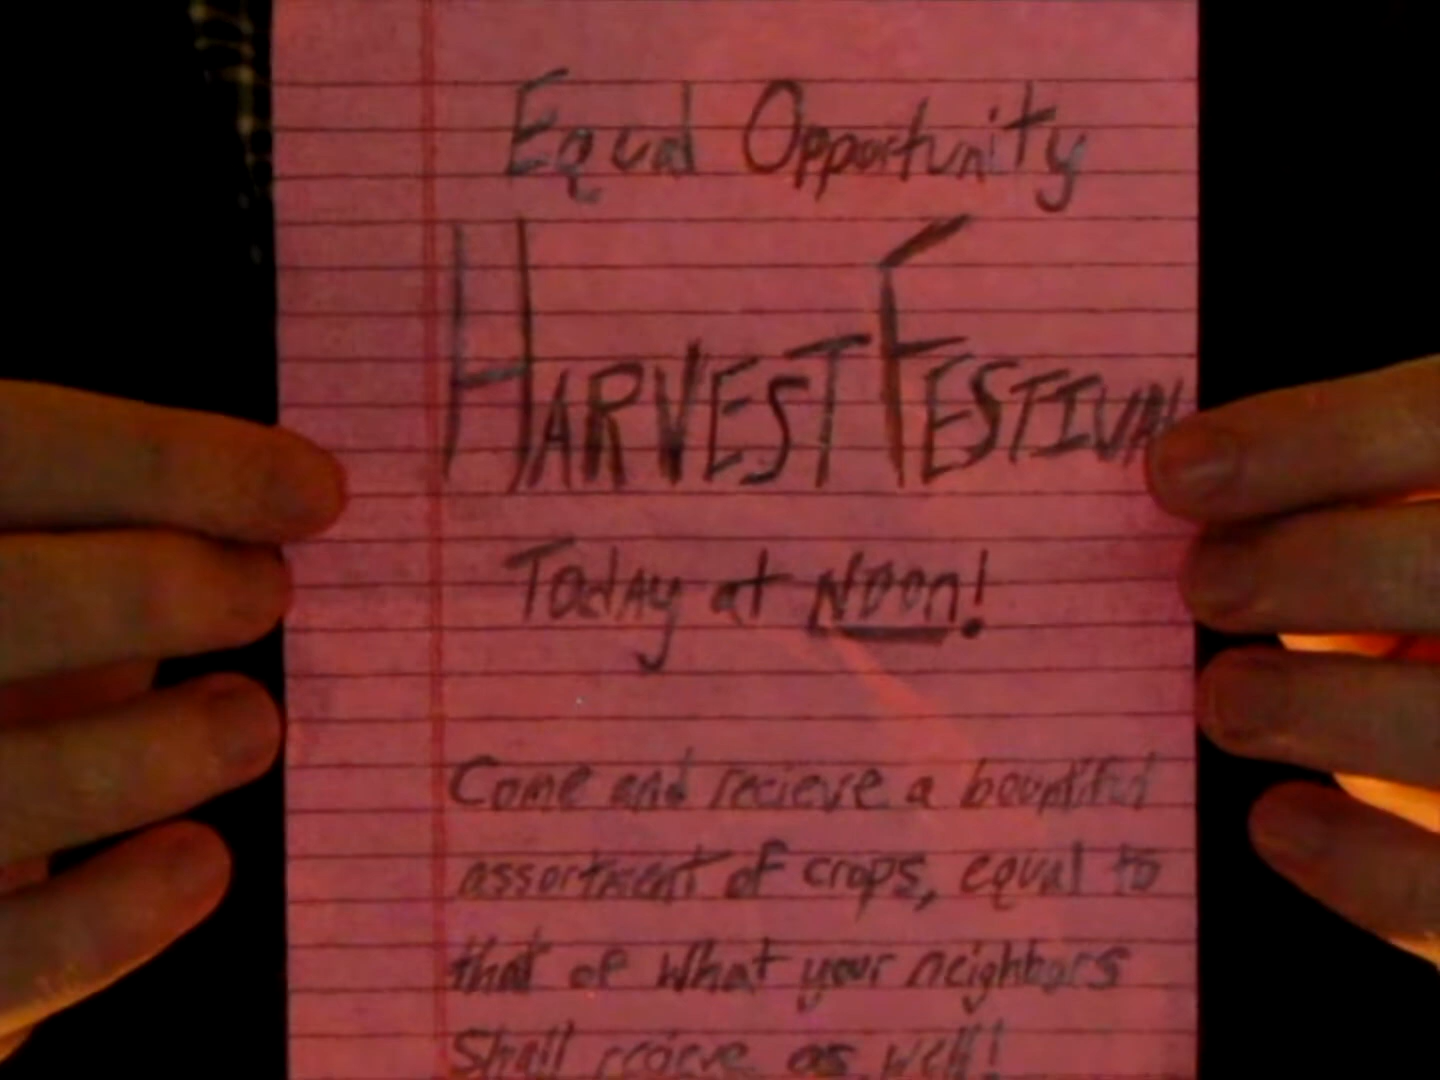 Equal Opportunity
HARVEST FESTIVAL
Today at Noon!
Come and recieve a bountiful
assortment of crops, equal to
that of what your neighbors
Shall recieve as well!